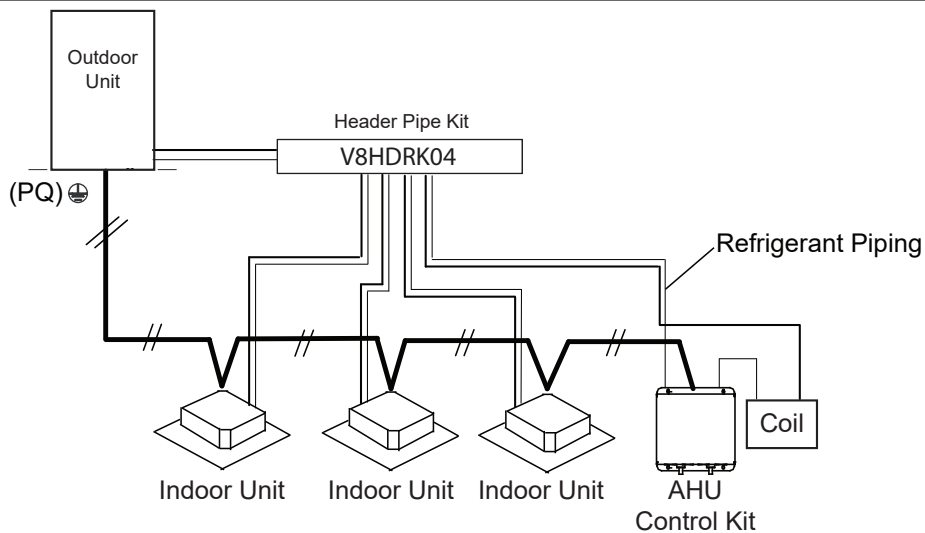 Outdoor
Unit
Header Pipe Kit
V8HDRK04
(PQ)
Refrigerant Piping
Coil
Indoor Unit
Indoor Unit
Indoor Unit
AHU
Control Kit